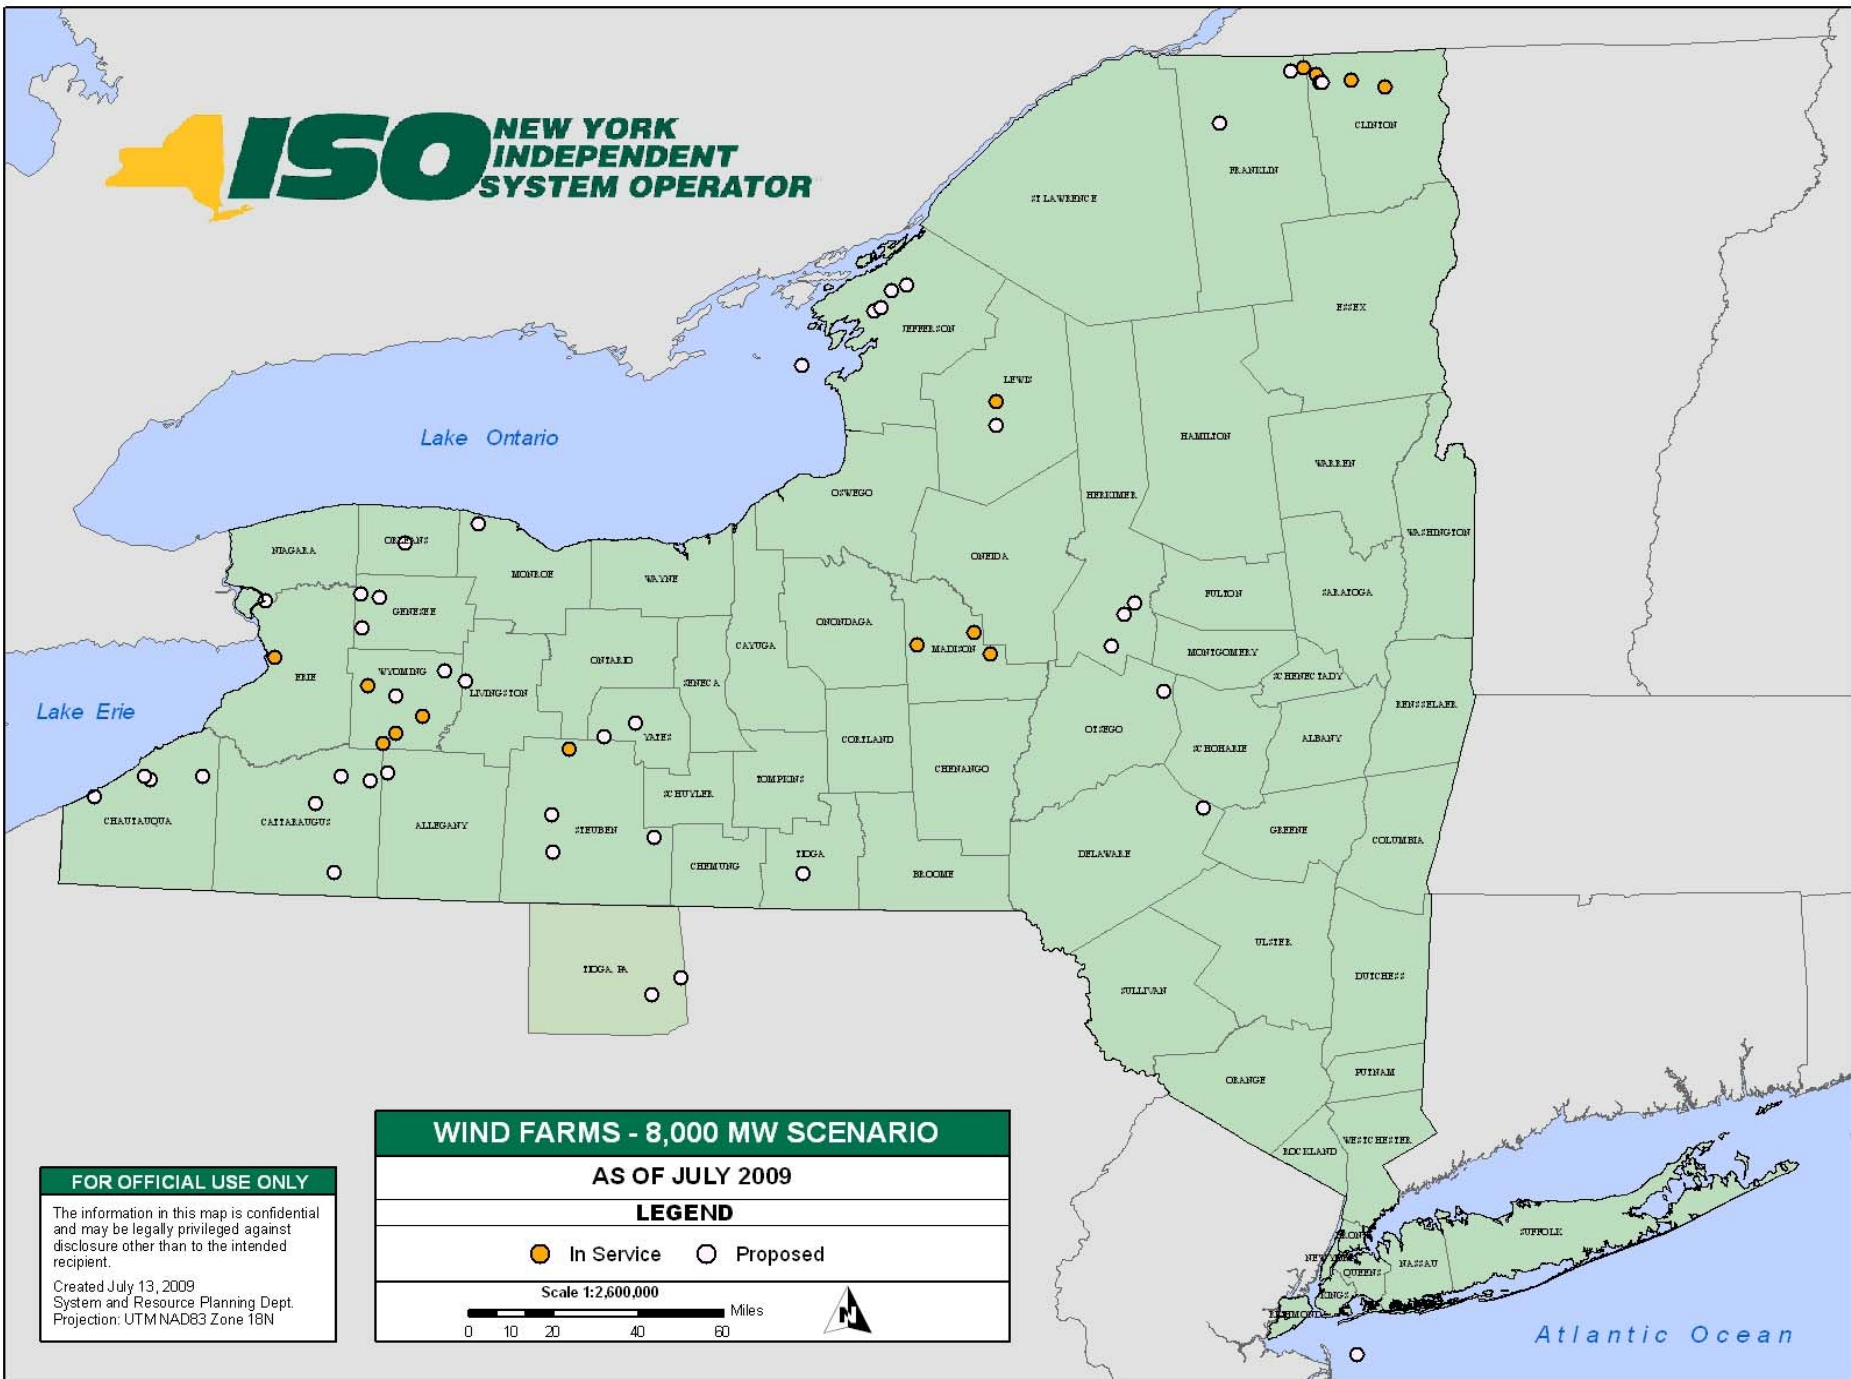 ISO
NEW YORK
INDEPENDENT
SYSTEM OPERATOR
CLINTON
FRANKLIN
ST LAWRENCE
ESSEX
JEFFERSON
LEWIS
Lake Ontario
HAMILTON
WARREN
OSWEGO
HERKIMER
WASHINGTON
NIAGARA
ORLEANS
ONEIDA
MONROE
WAYNE
FULTON
SARATOGA
GENESEE
ONONDAGA
CAYUGA
MADISON
MONTGOMERY
ONTARIO
WYOMING
ERIE
SENECA
SCHENECTADY
LIVINGSTON
RENSSELAER
Lake Erie
OTSEGO
YATES
CORTLAND
ALBANY
SCHOHARIE
CHENANGO
TOMPKINS
SCHUYLER
CHAUTAUQUA
CATTARAUGUS
ALLEGANY
STEUBEN
GREENE
COLUMBIA
TIOGA
DELAWARE
CHEMUNG
BROOME
ULSTER
TIOGA PA
DUTCHESS
SULLIVAN
PUTNAM
ORANGE
WESTCHESTER
ROCKLAND
SUFFOLK
BRONX
NEW YORK
NASSAU
QUEENS
KINGS
RICHMOND
Atlantic Ocean
WIND FARMS - 8,000 MW SCENARIO
AS OF JULY 2009
LEGEND
In Service Proposed
Scale 1:2,600,000
Miles
0 10 20 40 60
N
FOR OFFICIAL USE ONLY
The information in this map is confidential
and may be legally privileged against
disclosure other than to the intended
recipient.
Created July 13, 2009
System and Resource Planning Dept.
Projection: UTM NAD83 Zone 18N